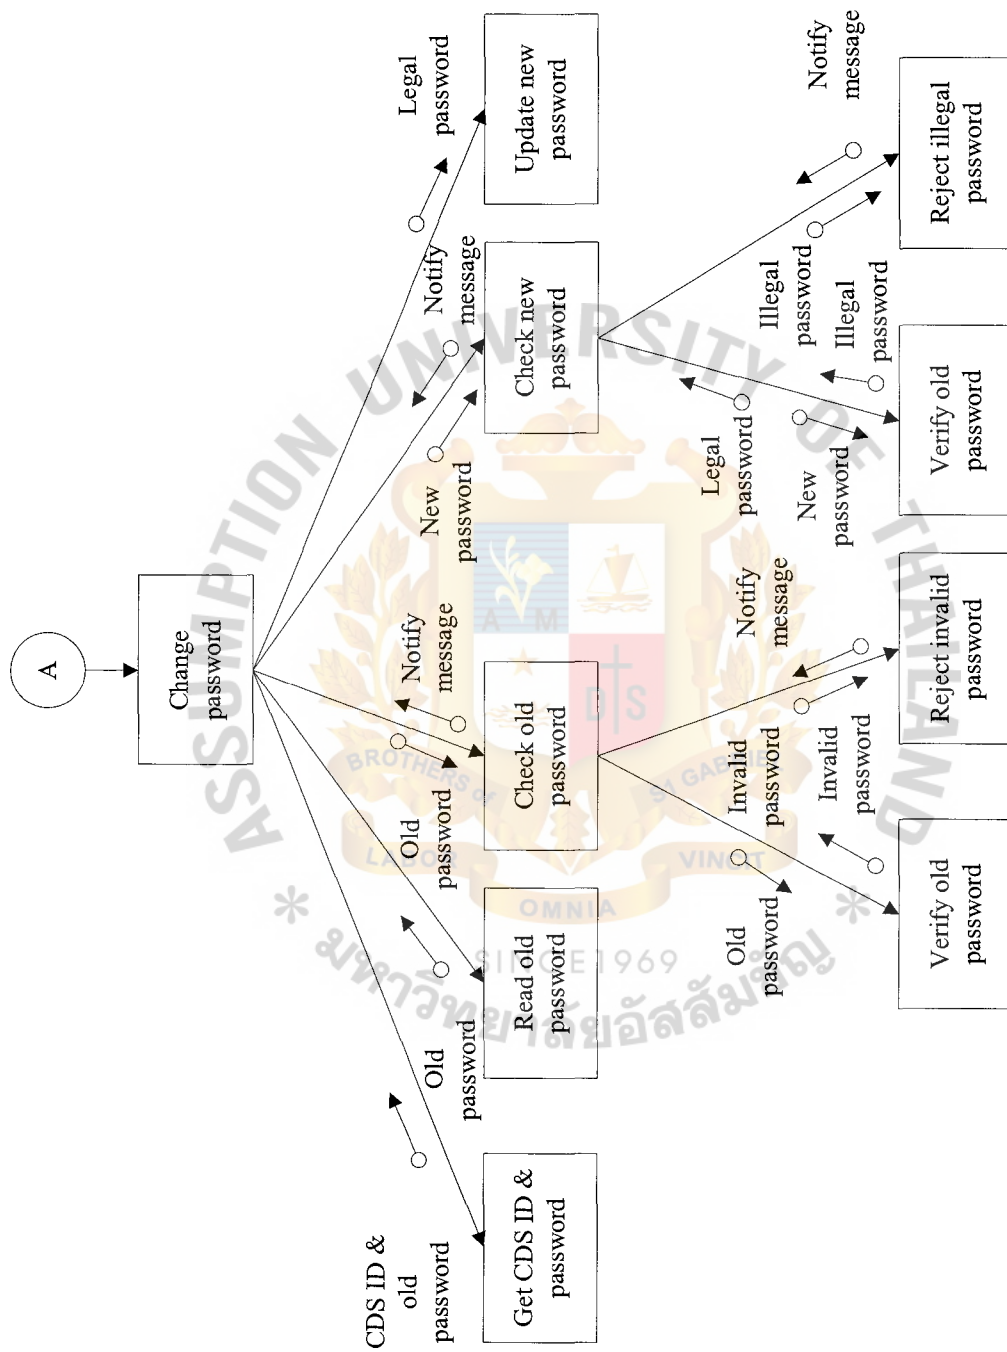 A
Change
password
CDS ID &
old
password
Old
password
Old
password
Notify
message
New
password
Notify
message
Legal
password
Get CDS ID &
password
Read old
password
Check old
password
Check new
password
Update new
password
Old
password
Invalid
password
Invalid
password
Notify
message
Legal
password
New
password
Illegal
password
Illegal
password
Notify
message
Verify old
password
Reject invalid
password
Verify old
password
Reject illegal
password
ASSUMPTION UNIVERSITY OF THAILAND
A M
D S
BROTHERS of
ST GABRIEL
LABOR
OMNIA
VINCIT
SINCE 1969
* มหาวิทยาลัยอัสสัมชัญ *